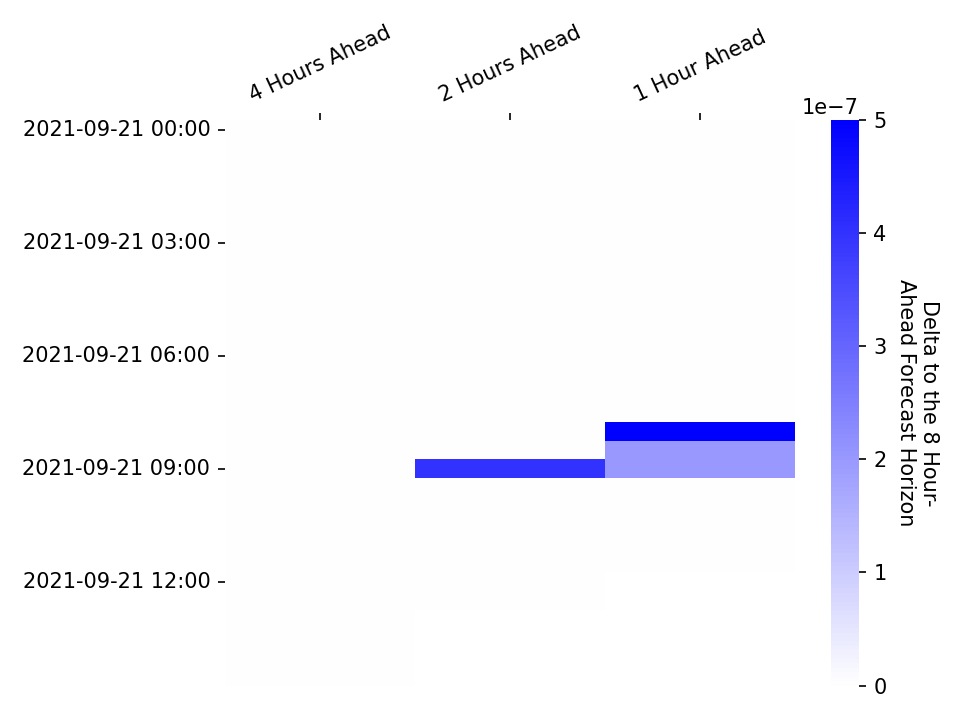 4 Hours Ahead
2 Hours Ahead
1 Hour Ahead
2021-09-21 00:00
2021-09-21 03:00
2021-09-21 06:00
2021-09-21 09:00
2021-09-21 12:00
1e−7
5
4
3
2
1
0
Delta to the 8 Hour-
Ahead Forecast Horizon